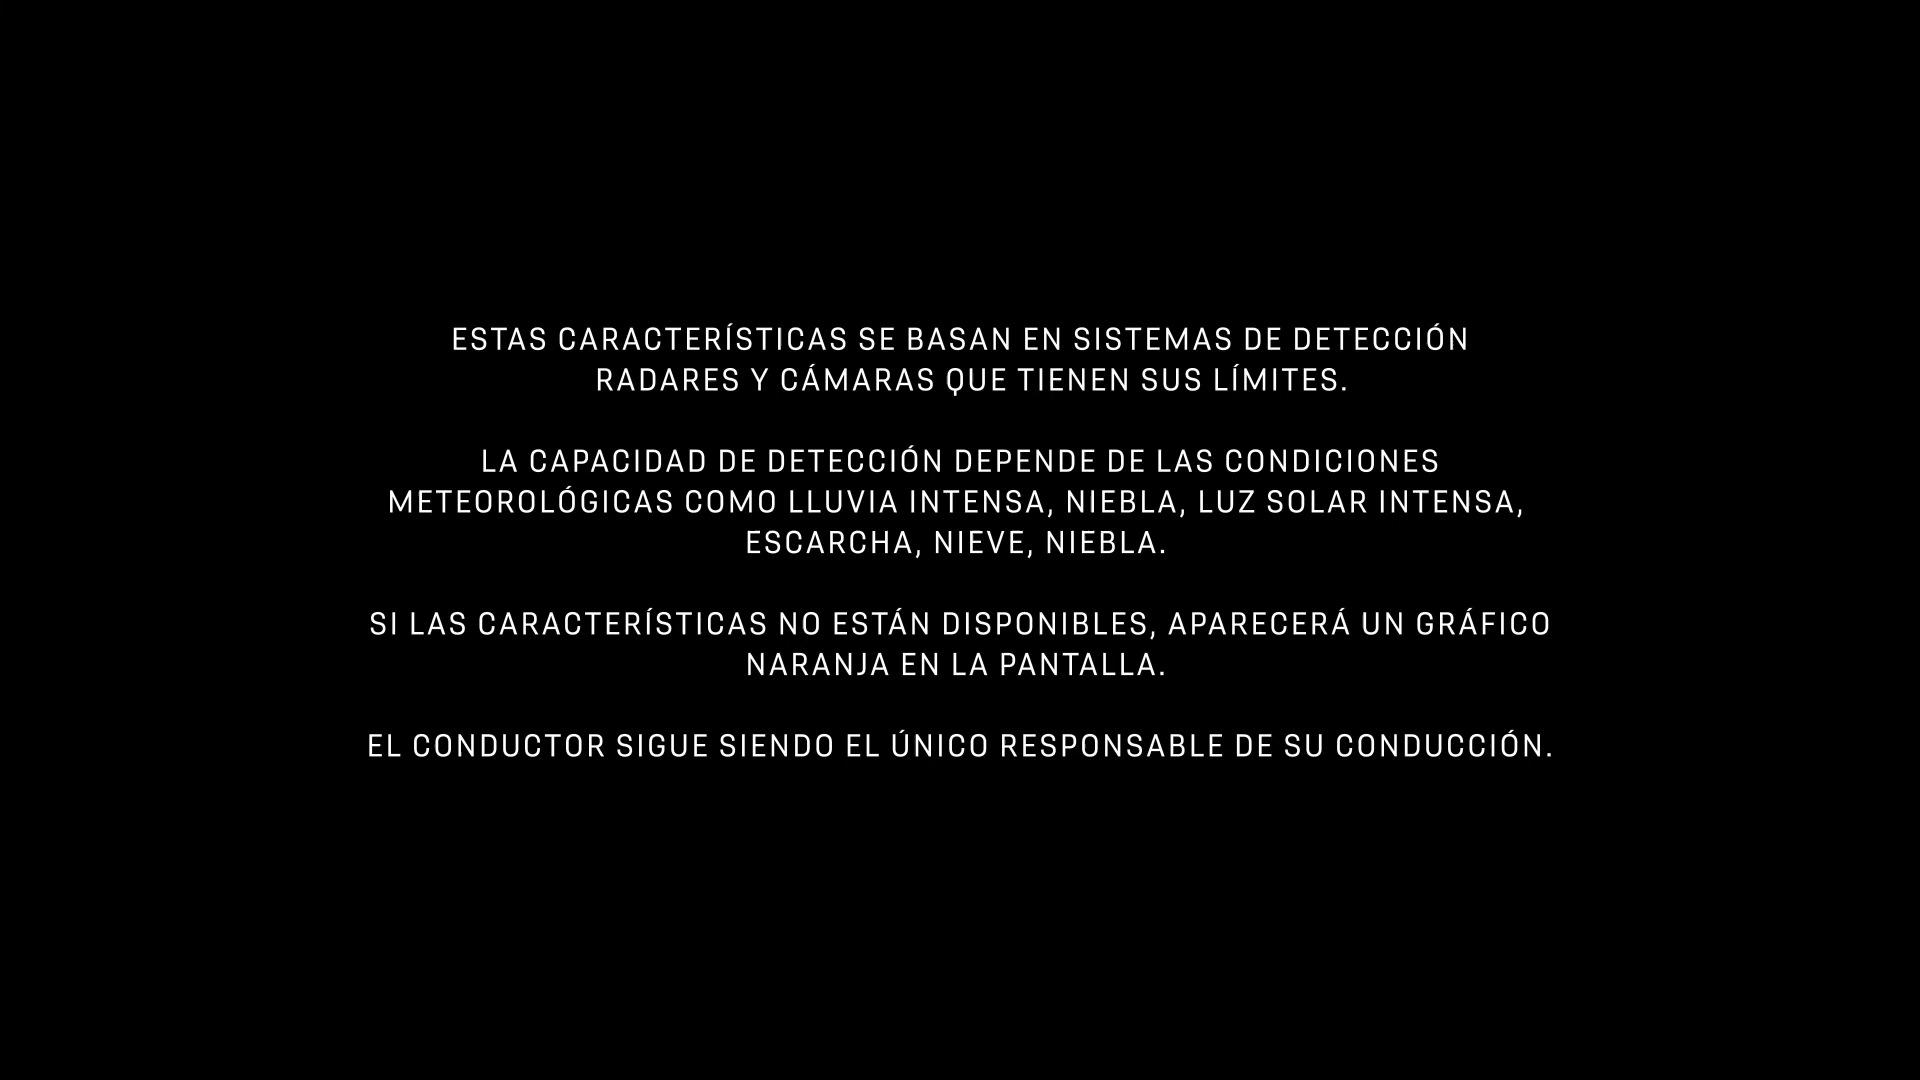 ESTAS CARACTERÍSTICAS SE BASAN EN SISTEMAS DE DETECCIÓN
RADARES Y CÁMARAS QUE TIENEN SUS LÍMITES.
LA CAPACIDAD DE DETECCIÓN DEPENDE DE LAS CONDICIONES
METEOROLÓGICAS COMO LLUVIA INTENSA, NIEBLA, LUZ SOLAR INTENSA,
ESCARCHA, NIEVE, NIEBLA.
SI LAS CARACTERÍSTICAS NO ESTÁN DISPONIBLES, APARECERÁ UN GRÁFICO
NARANJA EN LA PANTALLA.
EL CONDUCTOR SIGUE SIENDO EL ÚNICO RESPONSABLE DE SU CONDUCCIÓN.